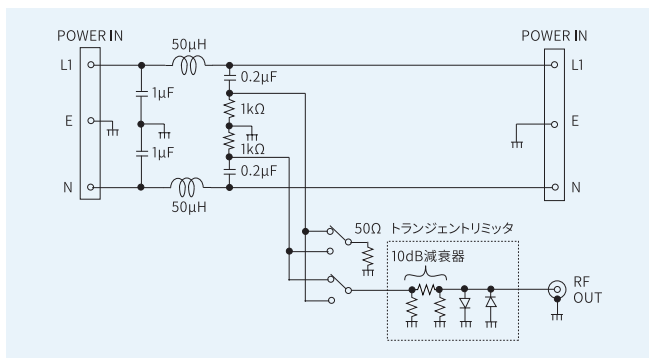 POWER IN
POWER IN
50μH
L1
L1
0.2μF
1μF
1kΩ
E
E
1kΩ
1μF
0.2μF
N
N
50μH
50Ω
トランジェントリミッタ
10dB減衰器
RF
OUT